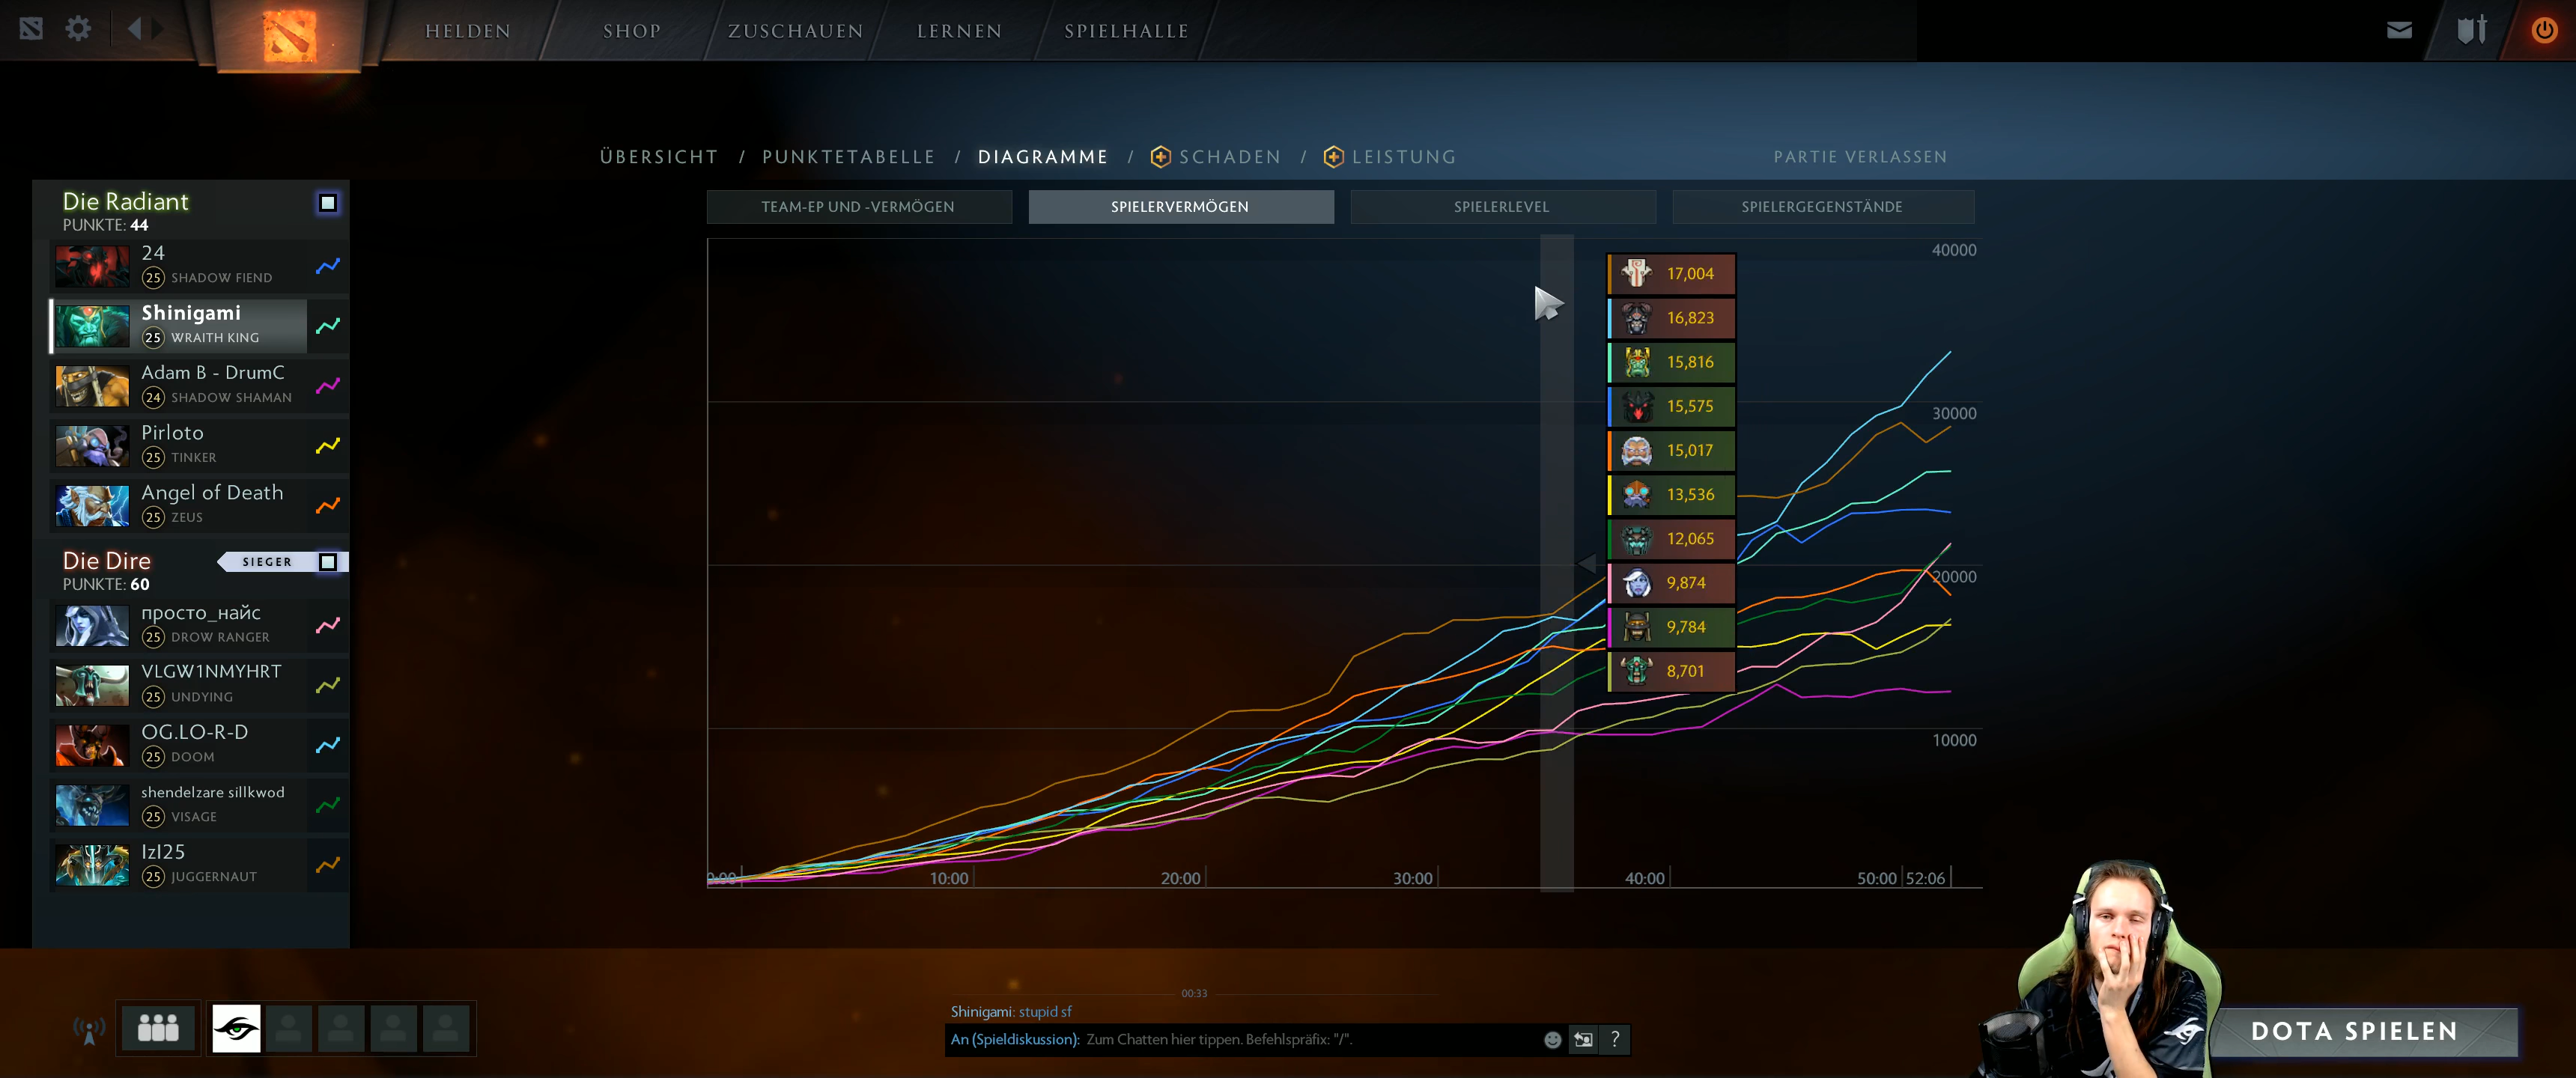 HELDEN
SHOP
ZUSCHAUEN
LERNEN
SPIELHALLE
ÜBERSICHT / PUNKTETABELLE / DIAGRAMME / SCHADEN / LEISTUNG
PARTIE VERLASSEN
TEAM-EP UND -VERMÖGEN
SPIELERVERMÖGEN
SPIELERLEVEL
SPIELERGEGENSTÄNDE
Die Radiant
PUNKTE: 44
24
25 SHADOW FIEND
Shinigami
25 WRAITH KING
Adam B - DrumC
24 SHADOW SHAMAN
Pirloto
25 TINKER
Angel of Death
25 ZEUS
Die Dire
SIEGER
PUNKTE: 60
просто_найс
25 DROW RANGER
VLGW1NMYHRT
25 UNDYING
OG.LO-R-D
25 DOOM
shendelzare sillkwod
25 VISAGE
IzI25
25 JUGGERNAUT
40000
30000
20000
10000
17,004
16,823
15,816
15,575
15,017
13,536
12,065
9,874
9,784
8,701
0:00
10:00
20:00
30:00
40:00
50:00
52:06
00:33
Shinigami: stupid sf
An (Spieldiskussion): Zum Chatten hier tippen. Befehlspräfix: "/".
?
DOTA SPIELEN